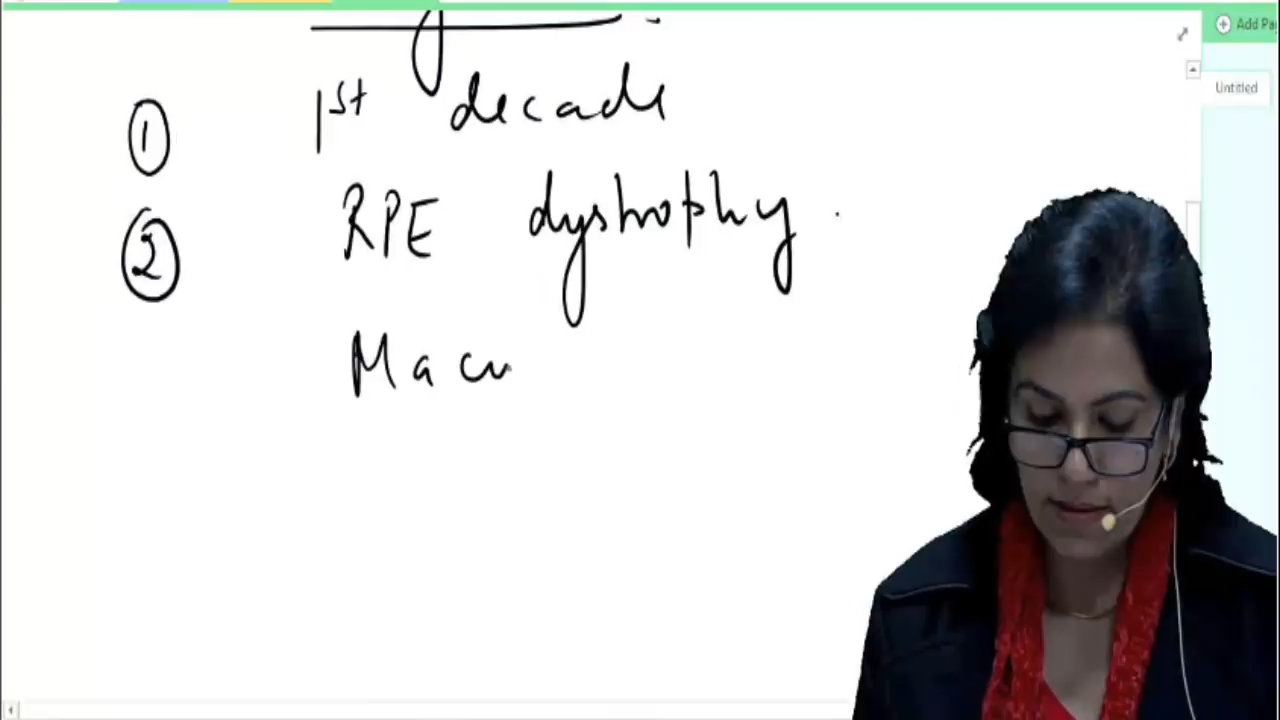 Add Pa
Untitled
① 1st decade
② RPE dystrophy.
Macu